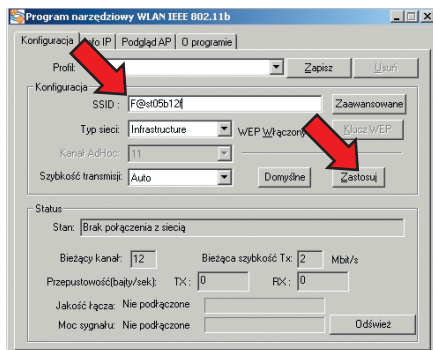 Program narzędziowy WLAN IEEE 802.11b
Konfiguracja Info IP Podgląd AP O programie
Profil: Zapisz Usuń
Konfiguracja
SSID : F@st05b12f Zaawansowane
Typ sieci: Infrastructure WEP Włączony Klucz WEP
Kanał AdHoc: 11
Szybkość transmisji: Auto Domyślne Zastosuj
Status
Stan: Brak połączenia z siecią
Bieżący kanał: 12 Bieżąca szybkość Tx: 2 Mbit/s
Przepustowość(bajty/sek): TX: 0 RX: 0
Jakość łącza: Nie podłączone
Moc sygnału: Nie podłączone Odśwież